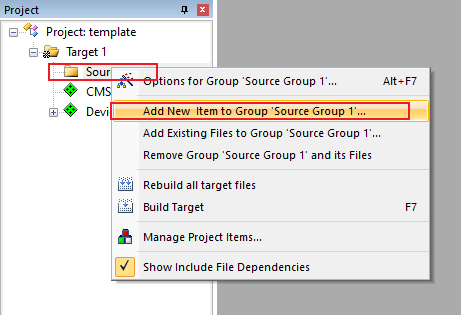 Project
Project: template
Target 1
Sour
Options for Group 'Source Group 1'... Alt+F7
CMS
Add New Item to Group 'Source Group 1'...
Devi
Add Existing Files to Group 'Source Group 1'...
Remove Group 'Source Group 1' and its Files
Rebuild all target files
Build Target F7
Manage Project Items...
Show Include File Dependencies